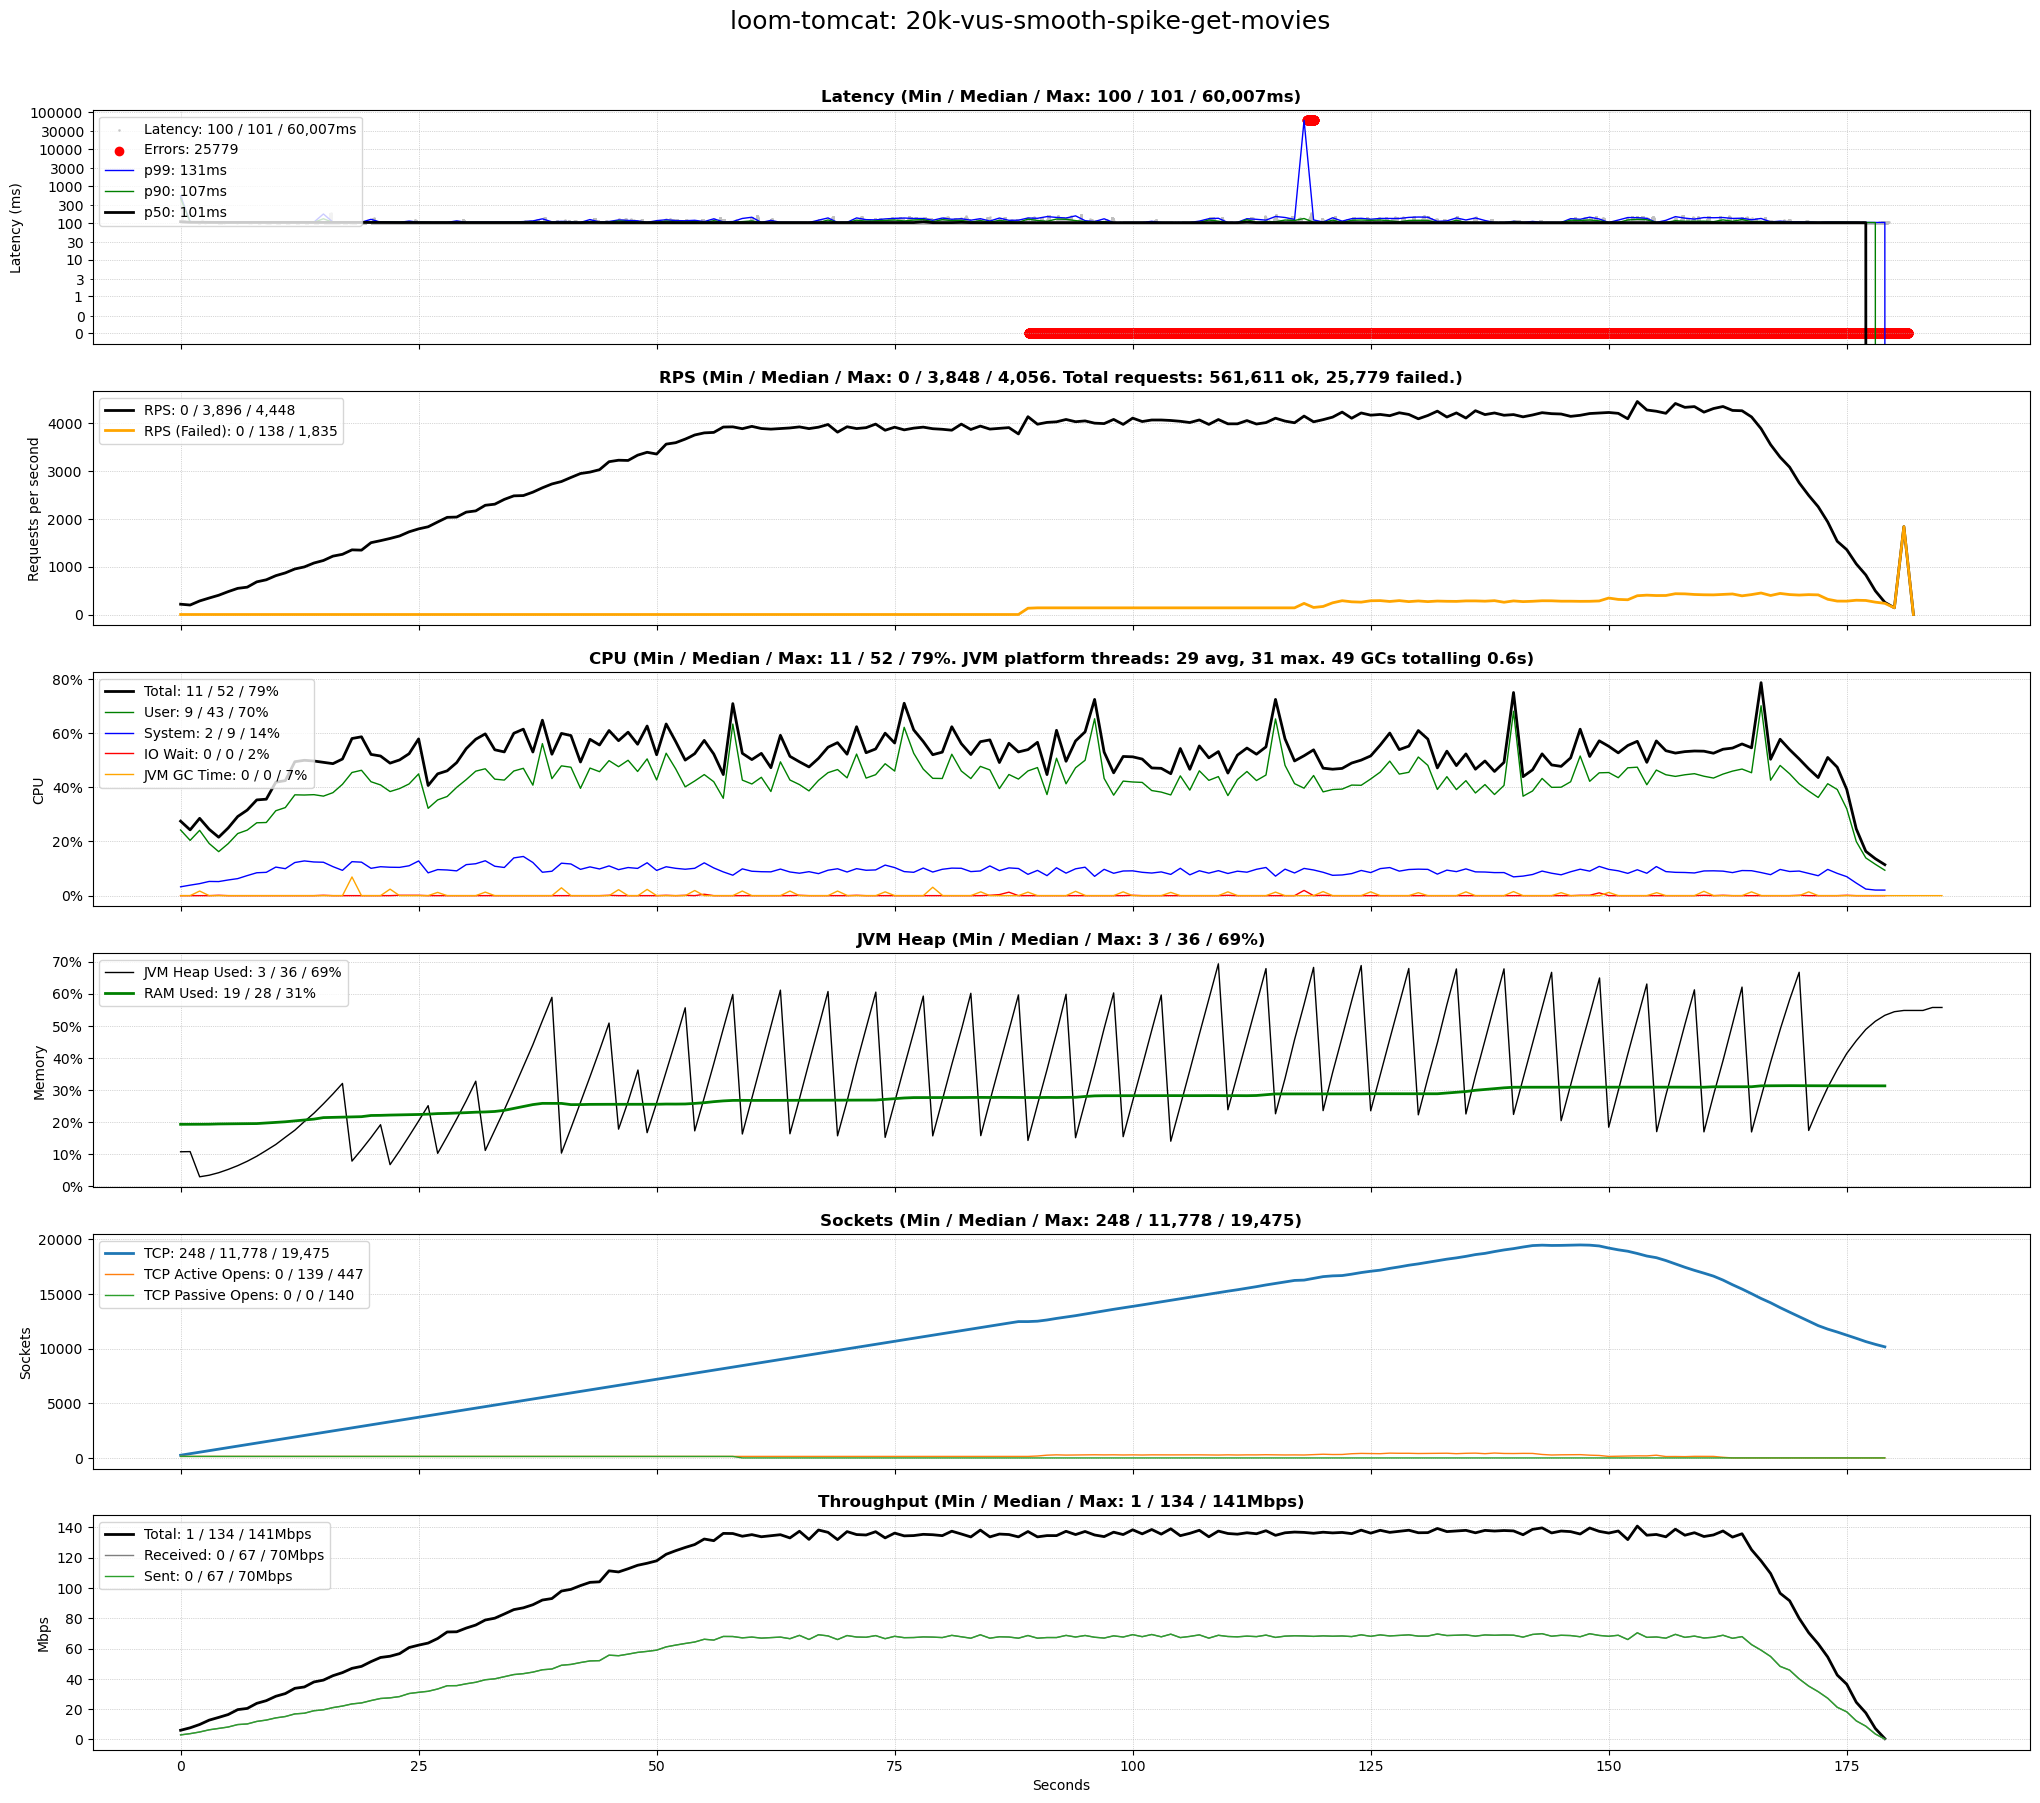 loom-tomcat: 20k-vus-smooth-spike-get-movies
Latency (Min / Median / Max: 100 / 101 / 60,007ms)
Latency (ms)
100000
30000
10000
3000
1000
300
100
30
10
3
1
0
0
Latency: 100 / 101 / 60,007ms
Errors: 25779
p99: 131ms
p90: 107ms
p50: 101ms
RPS (Min / Median / Max: 0 / 3,848 / 4,056. Total requests: 561,611 ok, 25,779 failed.)
Requests per second
4000
3000
2000
1000
0
RPS: 0 / 3,896 / 4,448
RPS (Failed): 0 / 138 / 1,835
CPU (Min / Median / Max: 11 / 52 / 79%. JVM platform threads: 29 avg, 31 max. 49 GCs totalling 0.6s)
CPU
80%
60%
40%
20%
0%
Total: 11 / 52 / 79%
User: 9 / 43 / 70%
System: 2 / 9 / 14%
IO Wait: 0 / 0 / 2%
JVM GC Time: 0 / 0 / 7%
JVM Heap (Min / Median / Max: 3 / 36 / 69%)
Memory
70%
60%
50%
40%
30%
20%
10%
0%
JVM Heap Used: 3 / 36 / 69%
RAM Used: 19 / 28 / 31%
Sockets (Min / Median / Max: 248 / 11,778 / 19,475)
Sockets
20000
15000
10000
5000
0
TCP: 248 / 11,778 / 19,475
TCP Active Opens: 0 / 139 / 447
TCP Passive Opens: 0 / 0 / 140
Throughput (Min / Median / Max: 1 / 134 / 141Mbps)
Mbps
140
120
100
80
60
40
20
0
Total: 1 / 134 / 141Mbps
Received: 0 / 67 / 70Mbps
Sent: 0 / 67 / 70Mbps
0 25 50 75 100 125 150 175
Seconds